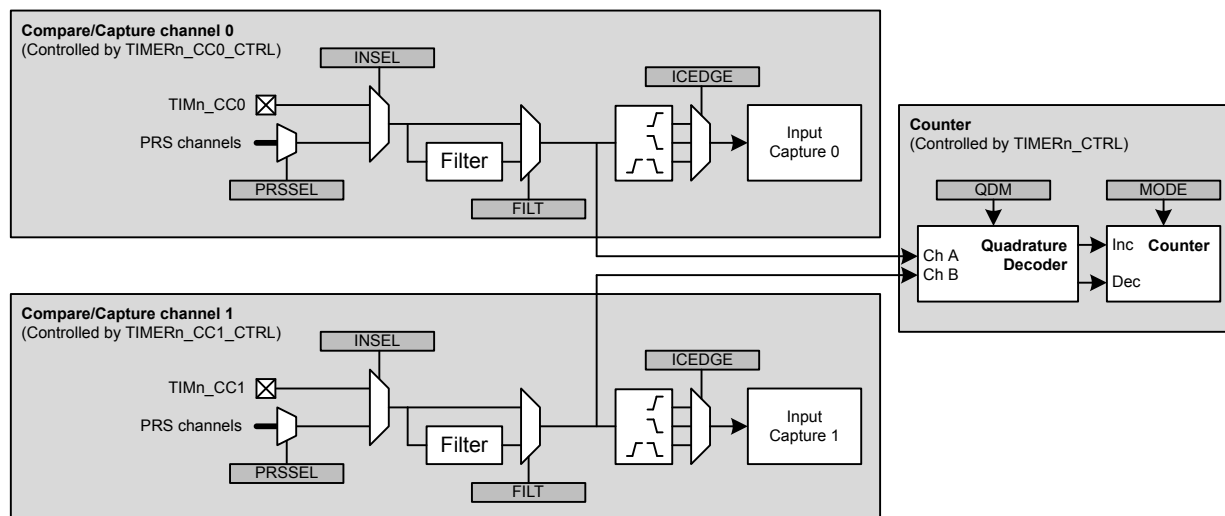 Compare/Capture channel 0
(Controlled by TIMERn_CC0_CTRL)
INSEL
ICEDGE
TIMn_CC0
PRS channels
Filter
Input
Capture 0
PRSSEL
FILT
Counter
(Controlled by TIMERn_CTRL)
QDM
MODE
Ch A
Ch B
Quadrature
Decoder
Inc
Dec
Counter
Compare/Capture channel 1
(Controlled by TIMERn_CC1_CTRL)
INSEL
ICEDGE
TIMn_CC1
PRS channels
Filter
Input
Capture 1
PRSSEL
FILT